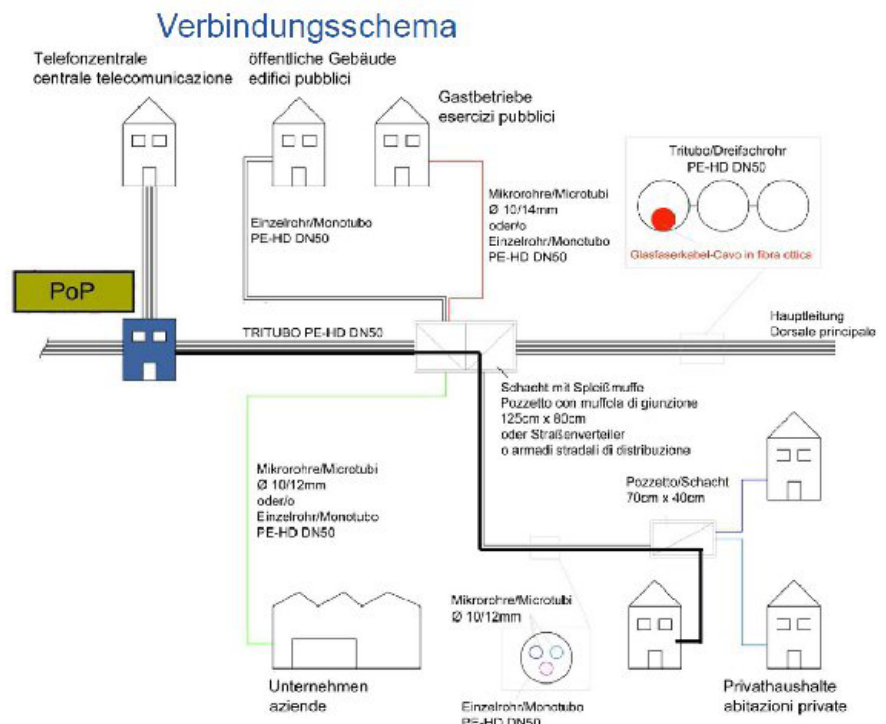 Verbindungsschema
Telefonzentrale
centrale telecomunicazione
öffentliche Gebäude
edifici pubblici
Gastbetriebe
esercizi pubblici
Tritubo/Dreifachrohr
PE-HD DN50
Glasfaserkabel-Cavo in fibra ottica
Einzelrohr/Monotubo
PE-HD DN50
Mikrorohre/Microtubi
Ø 10/14mm
oder/o
Einzelrohr/Monotubo
PE-HD DN50
PoP
TRITUBO PE-HD DN50
Hauptleitung
Dorsale principale
Schacht mit Spleißmuffe
Pozzetto con muffola di giunzione
125cm x 80cm
oder Straßenverteiler
o armadi stradali di distribuzione
Mikrorohre/Microtubi
Ø 10/12mm
oder/o
Einzelrohr/Monotubo
PE-HD DN50
Pozzetto/Schacht
70cm x 40cm
Mikrorohre/Microtubi
Ø 10/12mm
Unternehmen
aziende
Einzelrohr/Monotubo
PE-HD DN50
Privathaushalte
abitazioni private